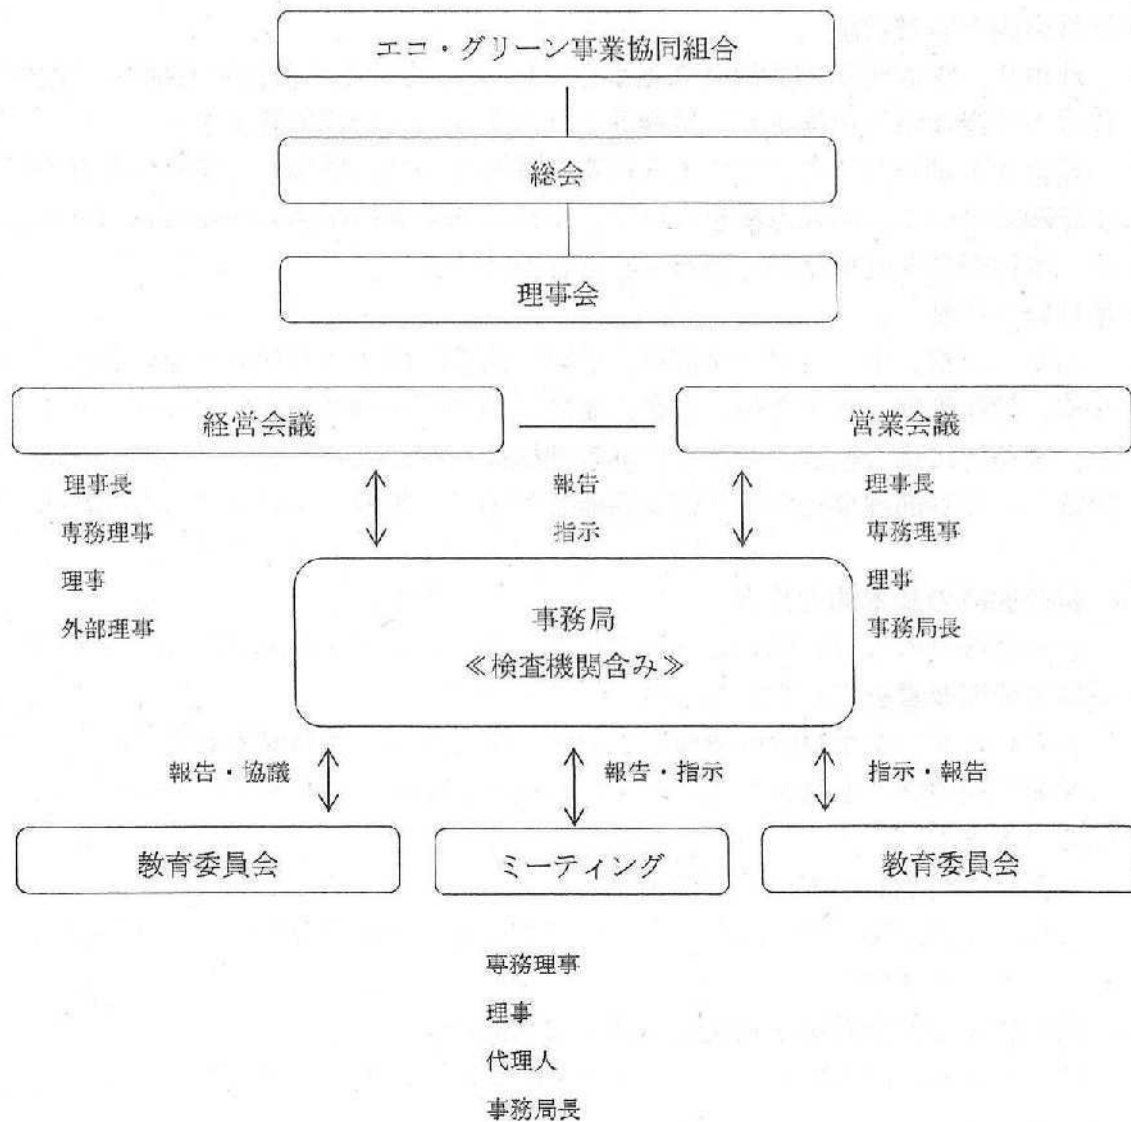 エコ・グリーン事業協同組合
総会
理事会
経営会議
営業会議
理事長
専務理事
理事
外部理事
報告
指示
理事長
専務理事
理事
事務局長
事務局
≪検査機関含み≫
報告・協議
報告・指示
指示・報告
教育委員会
ミーティング
教育委員会
専務理事
理事
代理人
事務局長